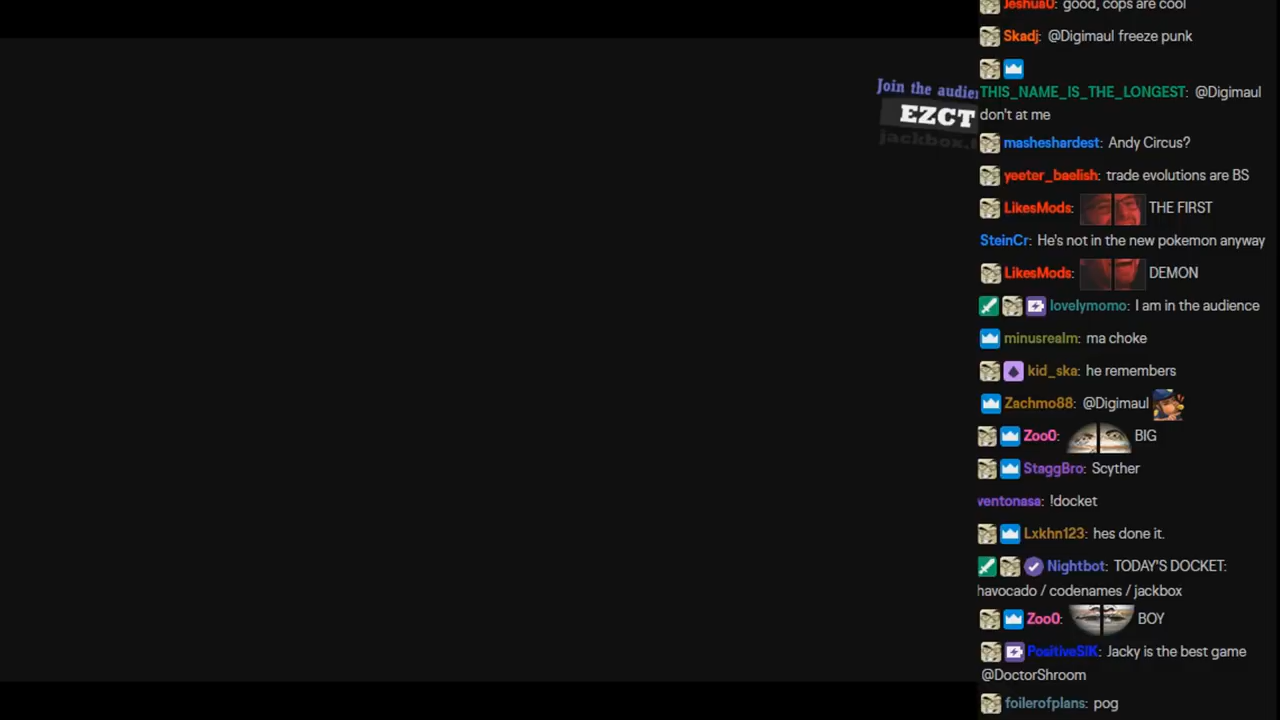 Join the audien
EZCT
jackbox.
Jeshua0: good, cops are cool
Skadj: @Digimaul freeze punk
THIS_NAME_IS_THE_LONGEST: @Digimaul
don't at me
masheshardest: Andy Circus?
yeeter_baelish: trade evolutions are BS
LikesMods: THE FIRST
SteinCr: He's not in the new pokemon anyway
LikesMods: DEMON
lovelymomo: I am in the audience
minusrealm: ma choke
kid_ska: he remembers
Zachmo88: @Digimaul
Zoo0: BIG
StaggBro: Scyther
ventonasa: !docket
Lxkhn123: hes done it.
Nightbot: TODAY'S DOCKET:
havocado / codenames / jackbox
Zoo0: BOY
PositiveSIK: Jacky is the best game
@DoctorShroom
foilerofplans: pog